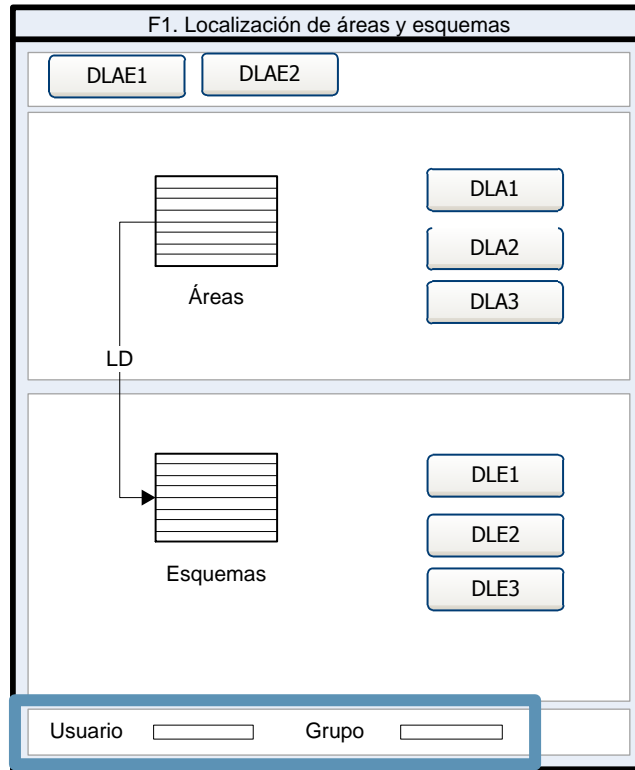 F1. Localización de áreas y esquemas
DLAE1 DLAE2
DLA1
DLA2
Áreas DLA3
LD
DLE1
DLE2
Esquemas DLE3
Usuario Grupo